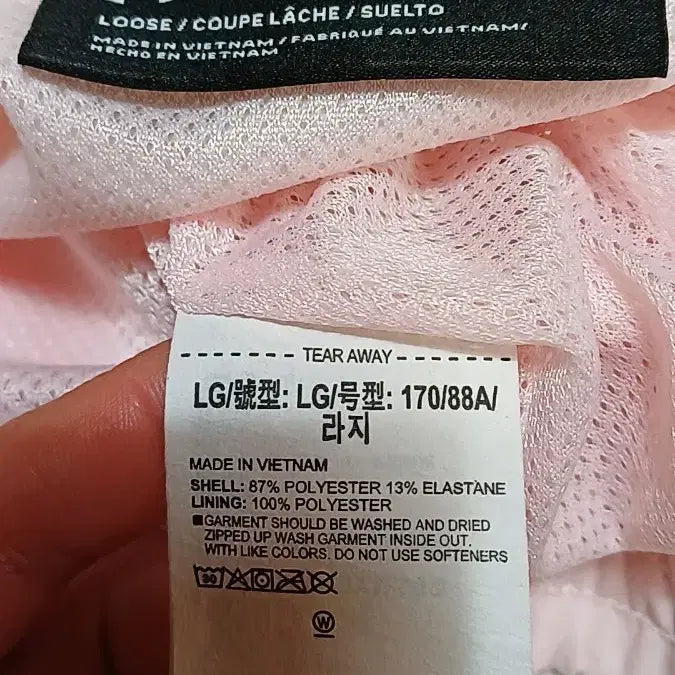 LOOSE / COUPE LÂCHE / SUELTO
MADE IN VIETNAM / FABRIQUÉ AU VIETNAM /
HECHO EN VIETNAM
TEAR AWAY
LG/號型: LG/号型: 170/88A/
라지
MADE IN VIETNAM
SHELL: 87% POLYESTER 13% ELASTANE
LINING: 100% POLYESTER
■GARMENT SHOULD BE WASHED AND DRIED
ZIPPED UP WASH GARMENT INSIDE OUT.
WITH LIKE COLORS. DO NOT USE SOFTENERS
30
W